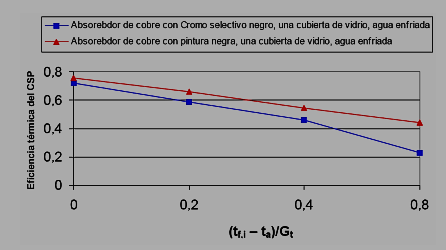 Absorebdor de cobre con Cromo selectivo negro, una cubierta de vidrio, agua enfriada
Absorebdor de cobre con pintura negra, una cubierta de vidrio, agua enfriada
Eficiencia térmica del CSP
0,8
0,6
0,4
0,2
0
0 0,2 0,4 0,8
(tf.i – ta)/Gt